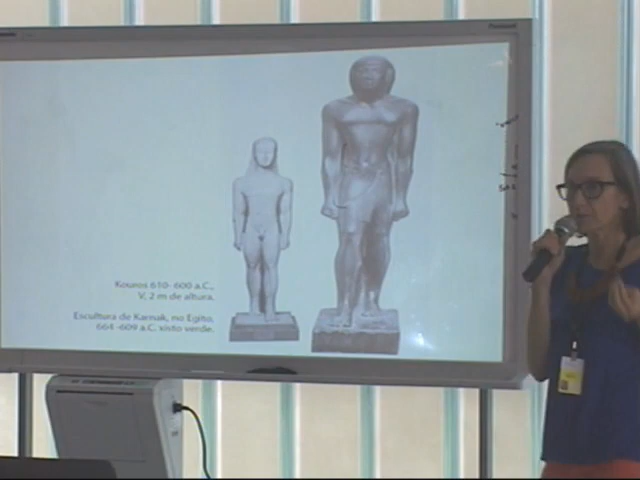 Kouros 610- 600 a.C.,
V. 2 m de altura.
Escultura de Karnak, no Egito,
664 -609 a.C. xisto verde.